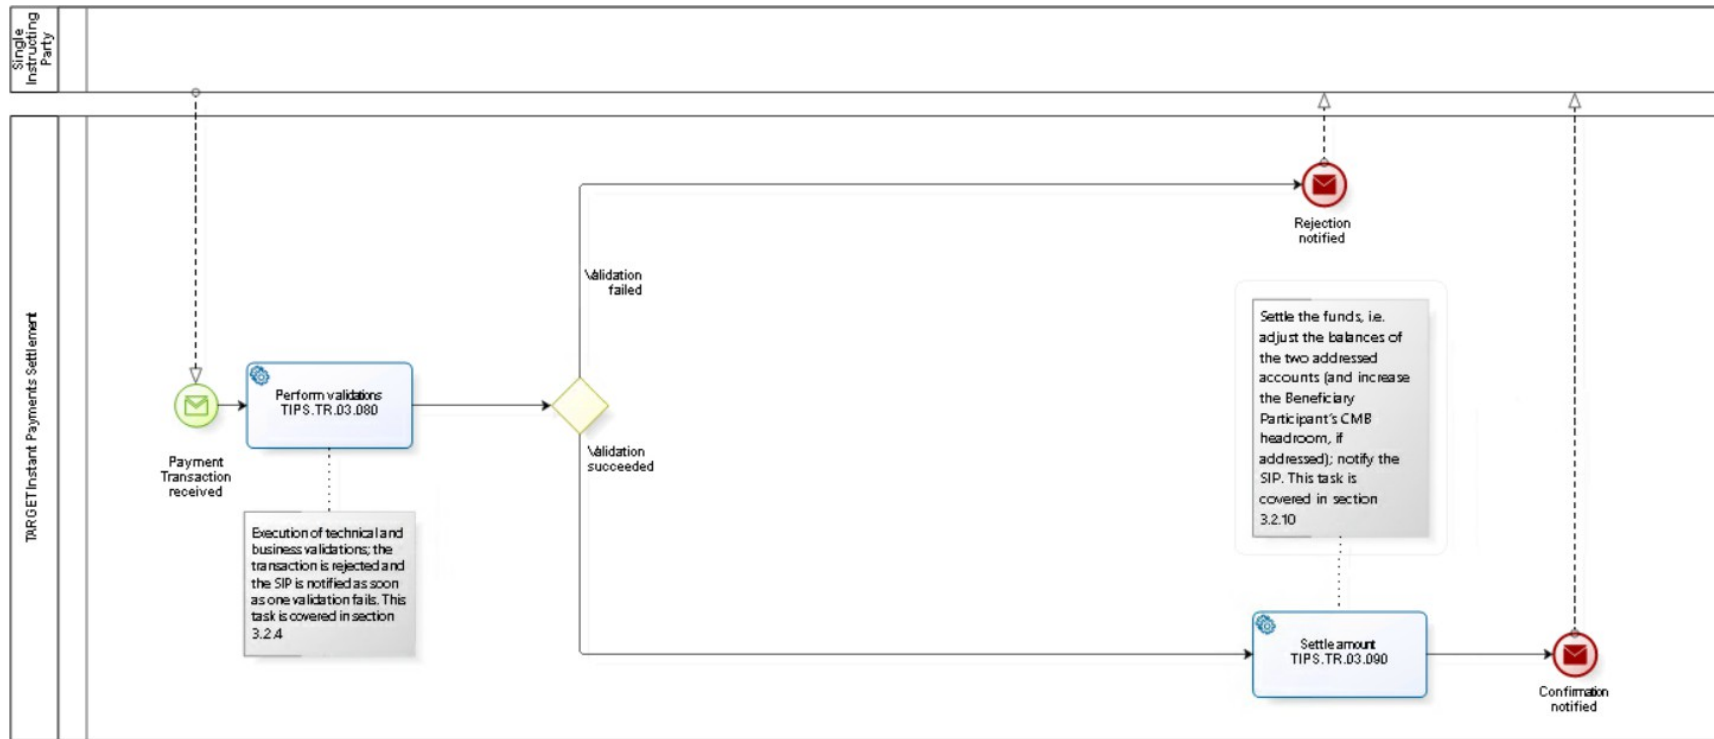 Single
Instructing
Party
TARGET Instant Payments Settlement
Payment
Transaction
received
Perform validations
TIPS.TR.03.080
Execution of technical and
business validations; the
transaction is rejected and
the SIP is notified as soon
as one validation fails. This
task is covered in section
3.2.4
Validation
failed
Validation
succeeded
Rejection
notified
Settle the funds, i.e.
adjust the balances of
the two addressed
accounts (and increase
the Beneficiary
Participant's CMB
headroom, if
addressed); notify the
SIP. This task is
covered in section
3.2.10
Settle amount
TIPS.TR.03.090
Confirmation
notified